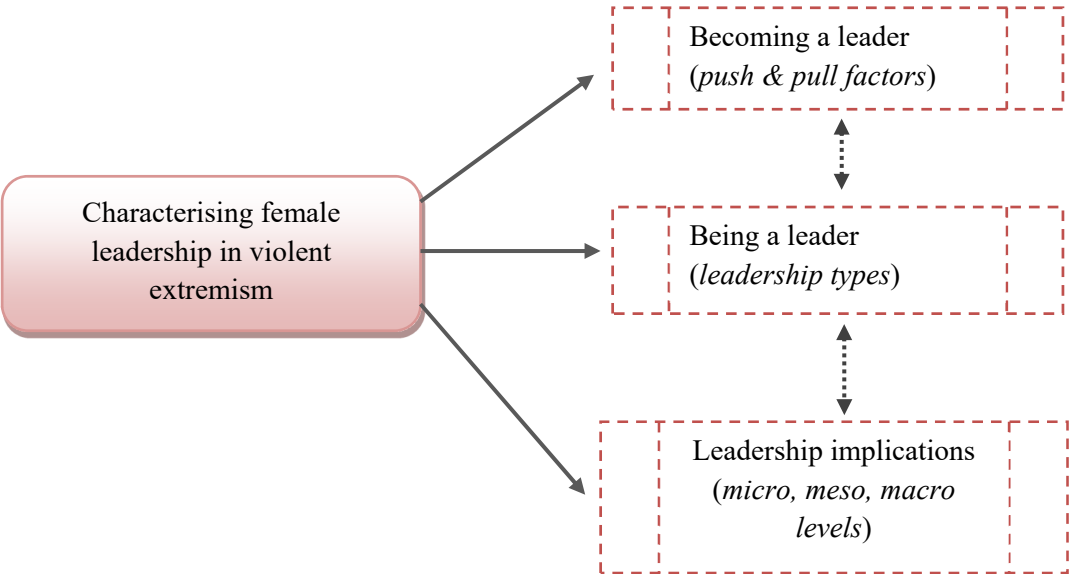 Becoming a leader
(push & pull factors)
Characterising female
leadership in violent
extremism
Being a leader
(leadership types)
Leadership implications
(micro, meso, macro
levels)